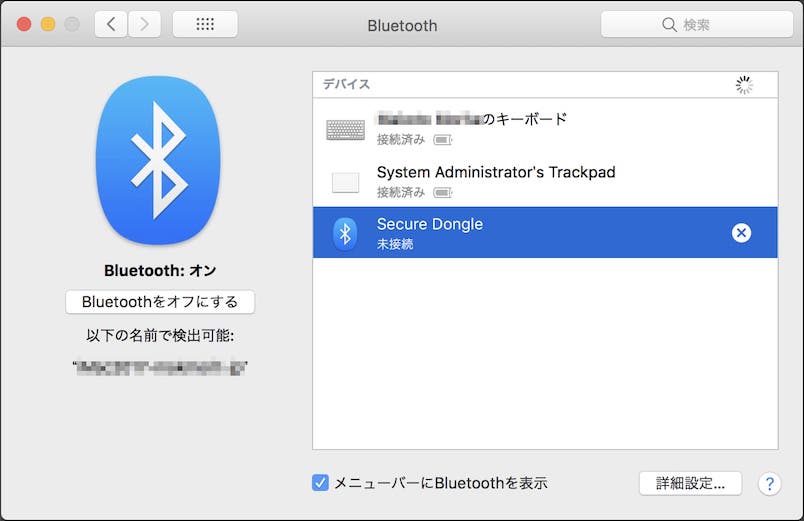 Bluetooth
検索
Bluetooth: オン
Bluetoothをオフにする
以下の名前で検出可能:
デバイス
のキーボード
接続済み
System Administrator's Trackpad
接続済み
Secure Dongle
未接続
メニューバーにBluetoothを表示
詳細設定...
?